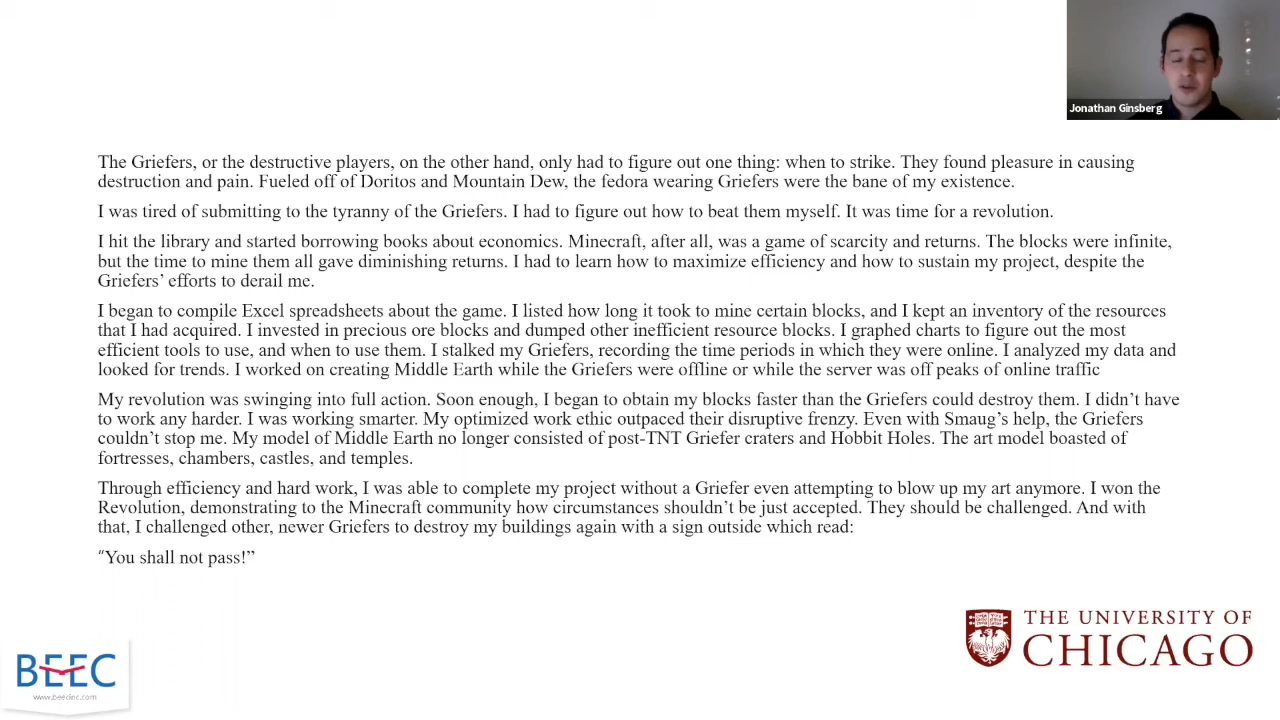 Jonathan Ginsberg
The Griefers, or the destructive players, on the other hand, only had to figure out one thing: when to strike. They found pleasure in causing
destruction and pain. Fueled off of Doritos and Mountain Dew, the fedora wearing Griefers were the bane of my existence.
I was tired of submitting to the tyranny of the Griefers. I had to figure out how to beat them myself. It was time for a revolution.
I hit the library and started borrowing books about economics. Minecraft, after all, was a game of scarcity and returns. The blocks were infinite,
but the time to mine them all gave diminishing returns. I had to learn how to maximize efficiency and how to sustain my project, despite the
Griefers’ efforts to derail me.
I began to compile Excel spreadsheets about the game. I listed how long it took to mine certain blocks, and I kept an inventory of the resources
that I had acquired. I invested in precious ore blocks and dumped other inefficient resource blocks. I graphed charts to figure out the most
efficient tools to use, and when to use them. I stalked my Griefers, recording the time periods in which they were online. I analyzed my data and
looked for trends. I worked on creating Middle Earth while the Griefers were offline or while the server was off peaks of online traffic
My revolution was swinging into full action. Soon enough, I began to obtain my blocks faster than the Griefers could destroy them. I didn’t have
to work any harder. I was working smarter. My optimized work ethic outpaced their disruptive frenzy. Even with Smaug’s help, the Griefers
couldn’t stop me. My model of Middle Earth no longer consisted of post-TNT Griefer craters and Hobbit Holes. The art model boasted of
fortresses, chambers, castles, and temples.
Through efficiency and hard work, I was able to complete my project without a Griefer even attempting to blow up my art anymore. I won the
Revolution, demonstrating to the Minecraft community how circumstances shouldn’t be just accepted. They should be challenged. And with
that, I challenged other, newer Griefers to destroy my buildings again with a sign outside which read:
“You shall not pass!”
THE UNIVERSITY OF
CHICAGO
BEEC
www.beecinc.com